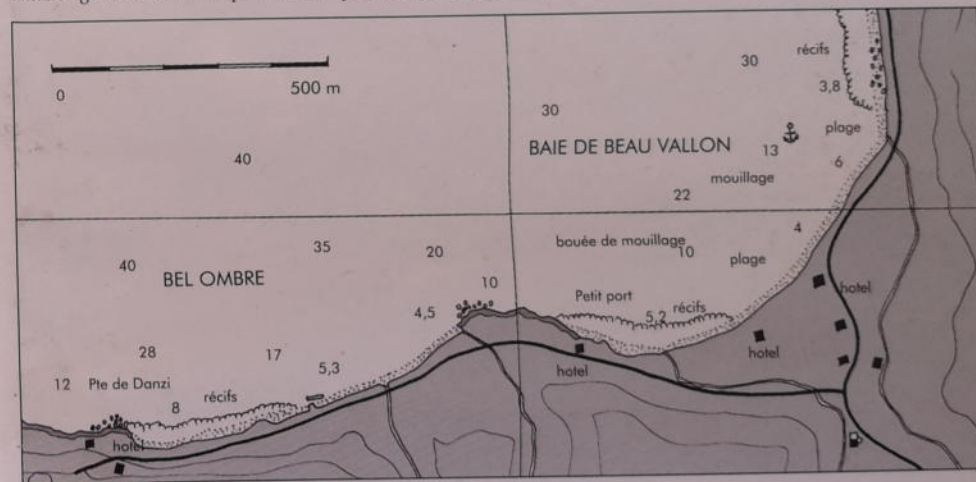 récifs
30
0
500 m
3,8
30
BAIE DE BEAU VALLON
plage
13
40
6
mouillage
22
4
35
bouée de mouillage
20
10
40
plage
BEL OMBRE
10
hotel
Petit port
4,5
5,2
récifs
28
17
hotel
5,3
hotel
12
Pte de Danzi
récifs
8
hotel